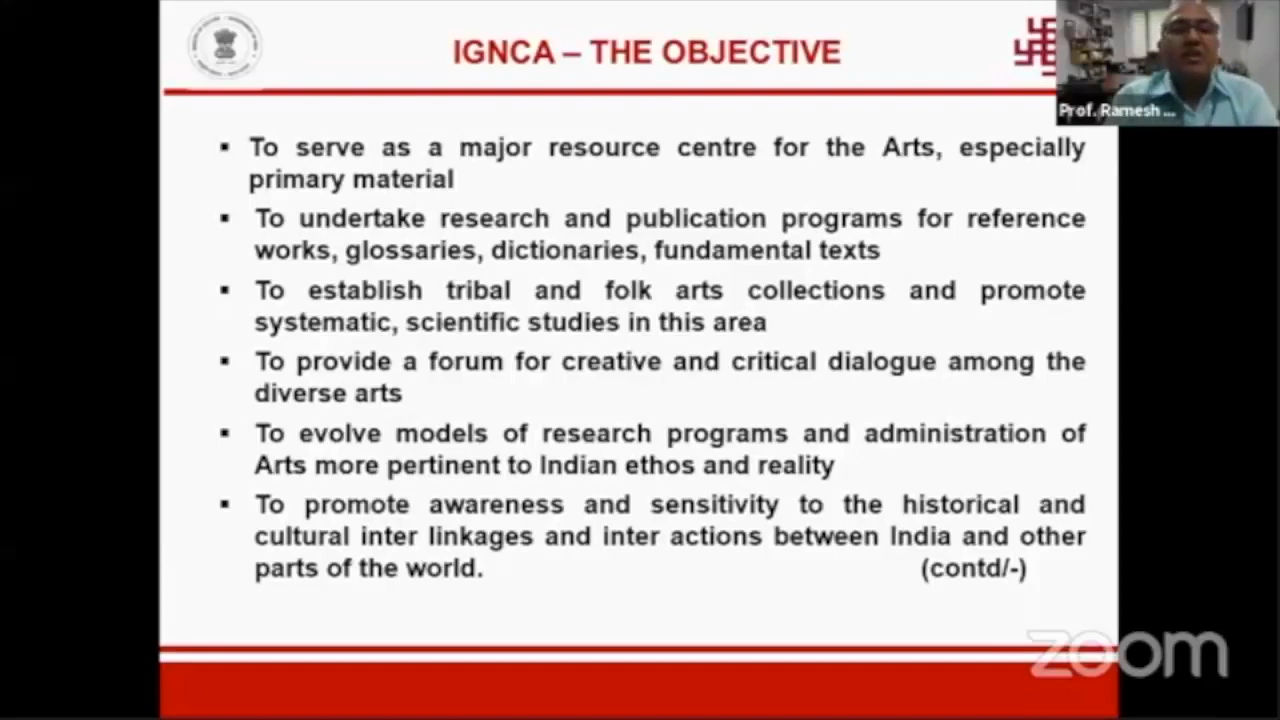 IGNCA – THE OBJECTIVE
Prof. Ramesh ...
▪ To serve as a major resource centre for the Arts, especially
primary material
▪ To undertake research and publication programs for reference
works, glossaries, dictionaries, fundamental texts
▪ To establish tribal and folk arts collections and promote
systematic, scientific studies in this area
▪ To provide a forum for creative and critical dialogue among the
diverse arts
▪ To evolve models of research programs and administration of
Arts more pertinent to Indian ethos and reality
▪ To promote awareness and sensitivity to the historical and
cultural inter linkages and inter actions between India and other
parts of the world. (contd/-)
zoom